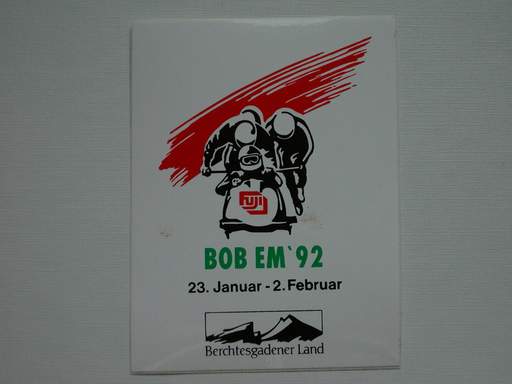 FUJI
BOB EM`92
23. Januar - 2. Februar
Berchtesgadener Land